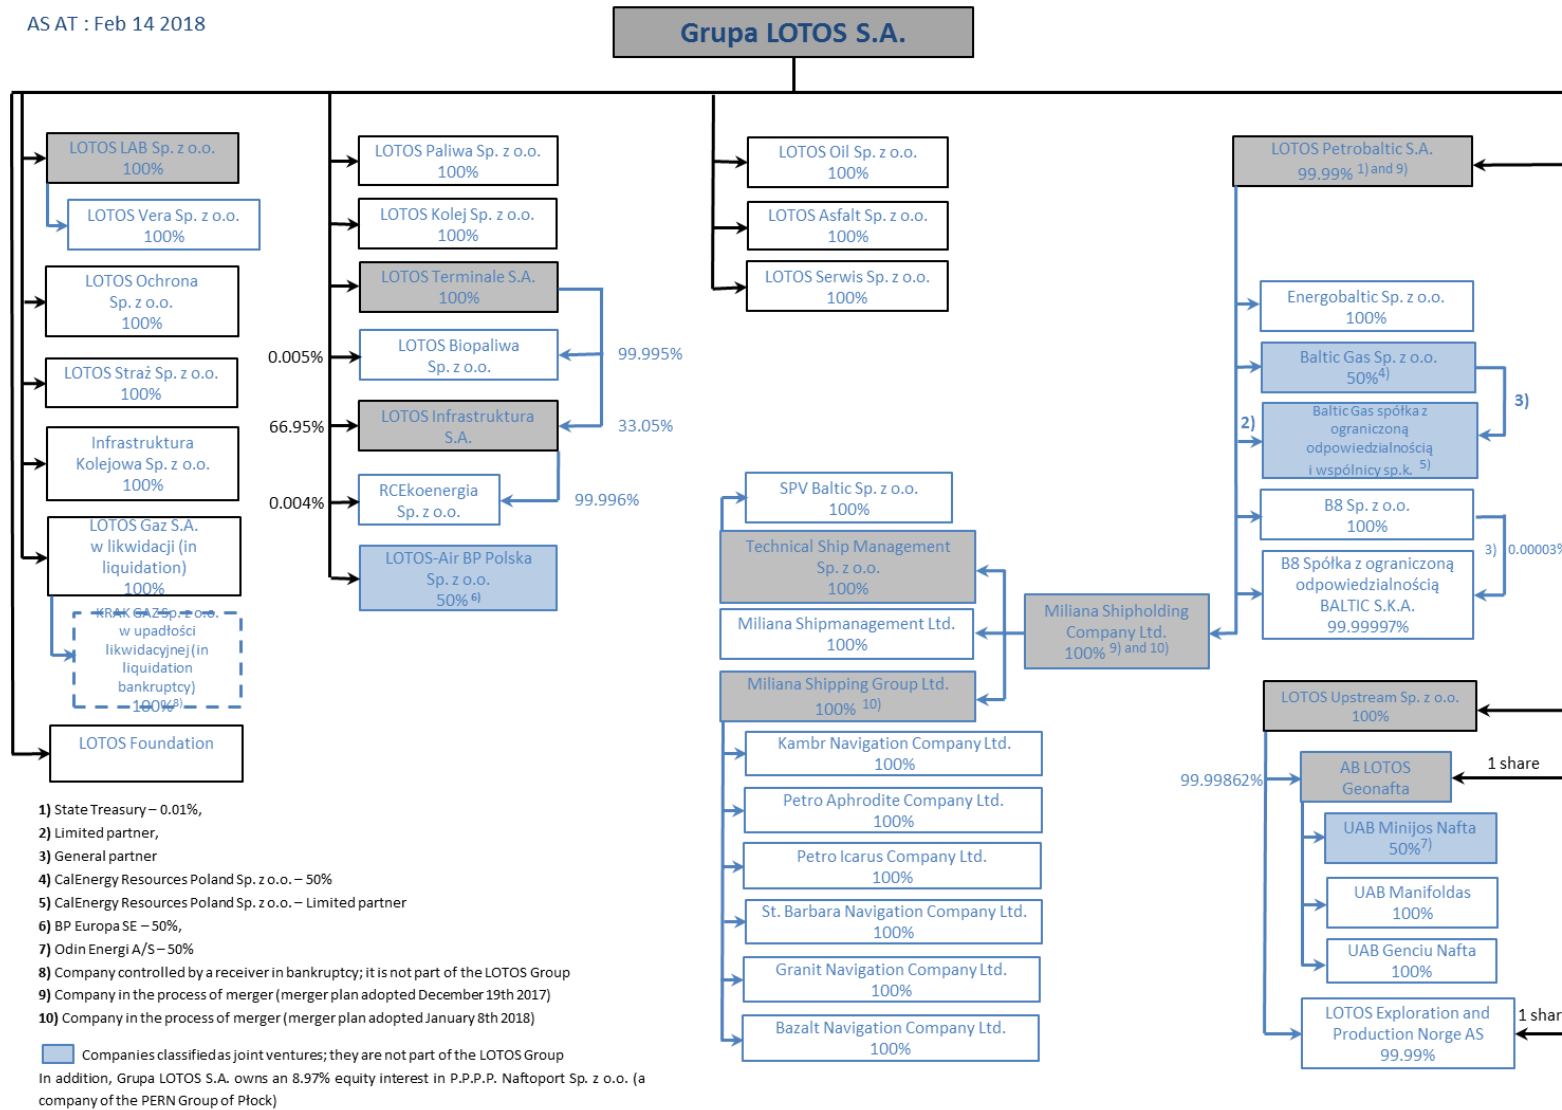 AS AT : Feb 14 2018
Grupa LOTOS S.A.
LOTOS LAB Sp. z o.o.
100%
LOTOS Vera Sp. z o.o.
100%
LOTOS Ochrona
Sp. z o.o.
100%
LOTOS Straż Sp. z o.o.
100%
Infrastruktura
Kolejowa Sp. z o.o.
100%
LOTOS Gaz S.A.
w likwidacji (in
liquidation)
100%
KRAK GAZ Sp. z o.o.
w upadłości
likwidacyjnej (in
liquidation
bankruptcy)
100% 8)
LOTOS Foundation
LOTOS Paliwa Sp. z o.o.
100%
LOTOS Kolej Sp. z o.o.
100%
LOTOS Terminale S.A.
100%
0.005%
LOTOS Biopaliwa
Sp. z o.o.
99.995%
66.95%
LOTOS Infrastruktura
S.A.
33.05%
0.004%
RCEkoenergia
Sp. z o.o.
99.996%
LOTOS-Air BP Polska
Sp. z o.o.
50% 6)
LOTOS Oil Sp. z o.o.
100%
LOTOS Asfalt Sp. z o.o.
100%
LOTOS Serwis Sp. z o.o.
100%
SPV Baltic Sp. z o.o.
100%
Technical Ship Management
Sp. z o.o.
100%
Miliana Shipmanagement Ltd.
100%
Miliana Shipping Group Ltd.
100% 10)
Kambr Navigation Company Ltd.
100%
Petro Aphrodite Company Ltd.
100%
Petro Icarus Company Ltd.
100%
St. Barbara Navigation Company Ltd.
100%
Granit Navigation Company Ltd.
100%
Bazalt Navigation Company Ltd.
100%
Miliana Shipholding
Company Ltd.
100% 9) and 10)
LOTOS Petrobaltic S.A.
99.99% 1) and 9)
Energobaltic Sp. z o.o.
100%
Baltic Gas Sp. z o.o.
50% 4)
3)
2)
Baltic Gas spółka z
ograniczoną
odpowiedzialnością
i wspólnicy sp.k. 5)
B8 Sp. z o.o.
100%
3) 0.00003%
B8 Spółka z ograniczoną
odpowiedzialnością
BALTIC S.K.A.
99.99997%
LOTOS Upstream Sp. z o.o.
100%
99.99862%
AB LOTOS
Geonafta
1 share
UAB Minijos Nafta
50% 7)
UAB Manifoldas
100%
UAB Genciu Nafta
100%
LOTOS Exploration and
Production Norge AS
99.99%
1 shar
1) State Treasury – 0.01%,
2) Limited partner,
3) General partner
4) CalEnergy Resources Poland Sp. z o.o. – 50%
5) CalEnergy Resources Poland Sp. z o.o. – Limited partner
6) BP Europa SE – 50%,
7) Odin Energi A/S – 50%
8) Company controlled by a receiver in bankruptcy; it is not part of the LOTOS Group
9) Company in the process of merger (merger plan adopted December 19th 2017)
10) Company in the process of merger (merger plan adopted January 8th 2018)
Companies classified as joint ventures; they are not part of the LOTOS Group
In addition, Grupa LOTOS S.A. owns an 8.97% equity interest in P.P.P.P. Naftoport Sp. z o.o. (a
company of the PERN Group of Płock)